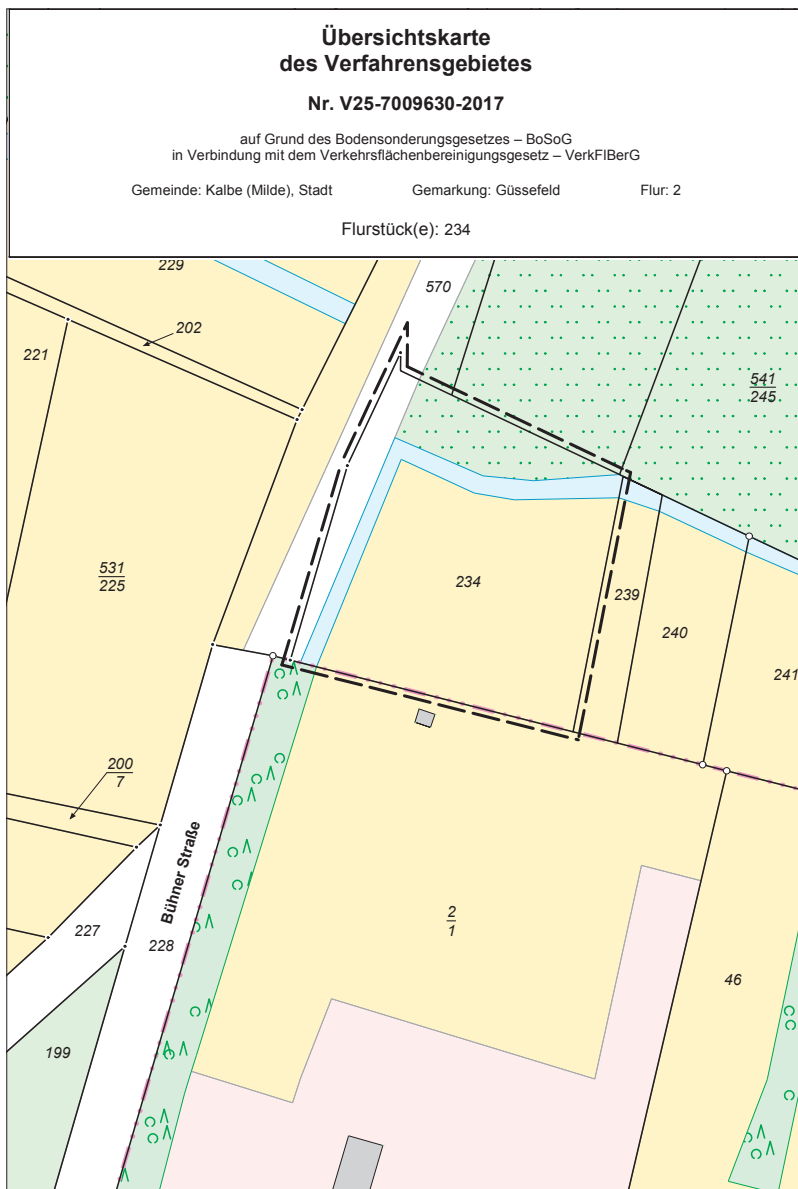 Übersichtskarte
des Verfahrensgebietes
Nr. V25-7009630-2017
auf Grund des Bodensonderungsgesetzes – BoSoG
in Verbindung mit dem Verkehrsflächenbereinigungsgesetz – VerkFlBerG
Gemeinde: Kalbe (Milde), Stadt Gemarkung: Güssefeld Flur: 2
Flurstück(e): 234
229
570
202
221
541
245
531
225
234
239
240
241
200
7
Bühner Straße
2
1
227
228
46
199